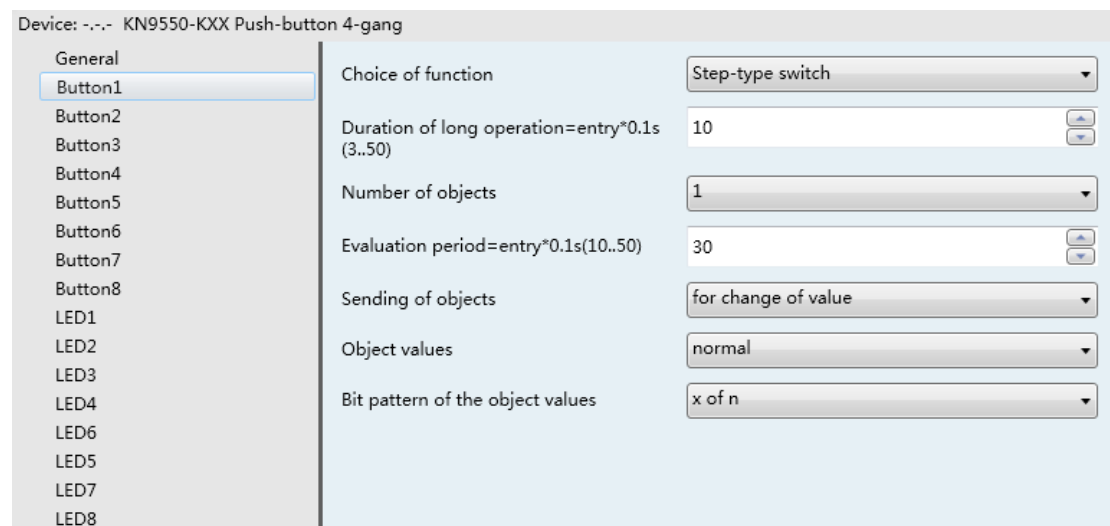 Device: -.-.- KN9550-KXX Push-button 4-gang
General
Button1
Button2
Button3
Button4
Button5
Button6
Button7
Button8
LED1
LED2
LED3
LED4
LED6
LED5
LED7
LED8
Choice of function
Step-type switch
Duration of long operation=entry*0.1s
(3..50)
10
Number of objects
1
Evaluation period=entry*0.1s(10..50)
30
Sending of objects
for change of value
Object values
normal
Bit pattern of the object values
x of n